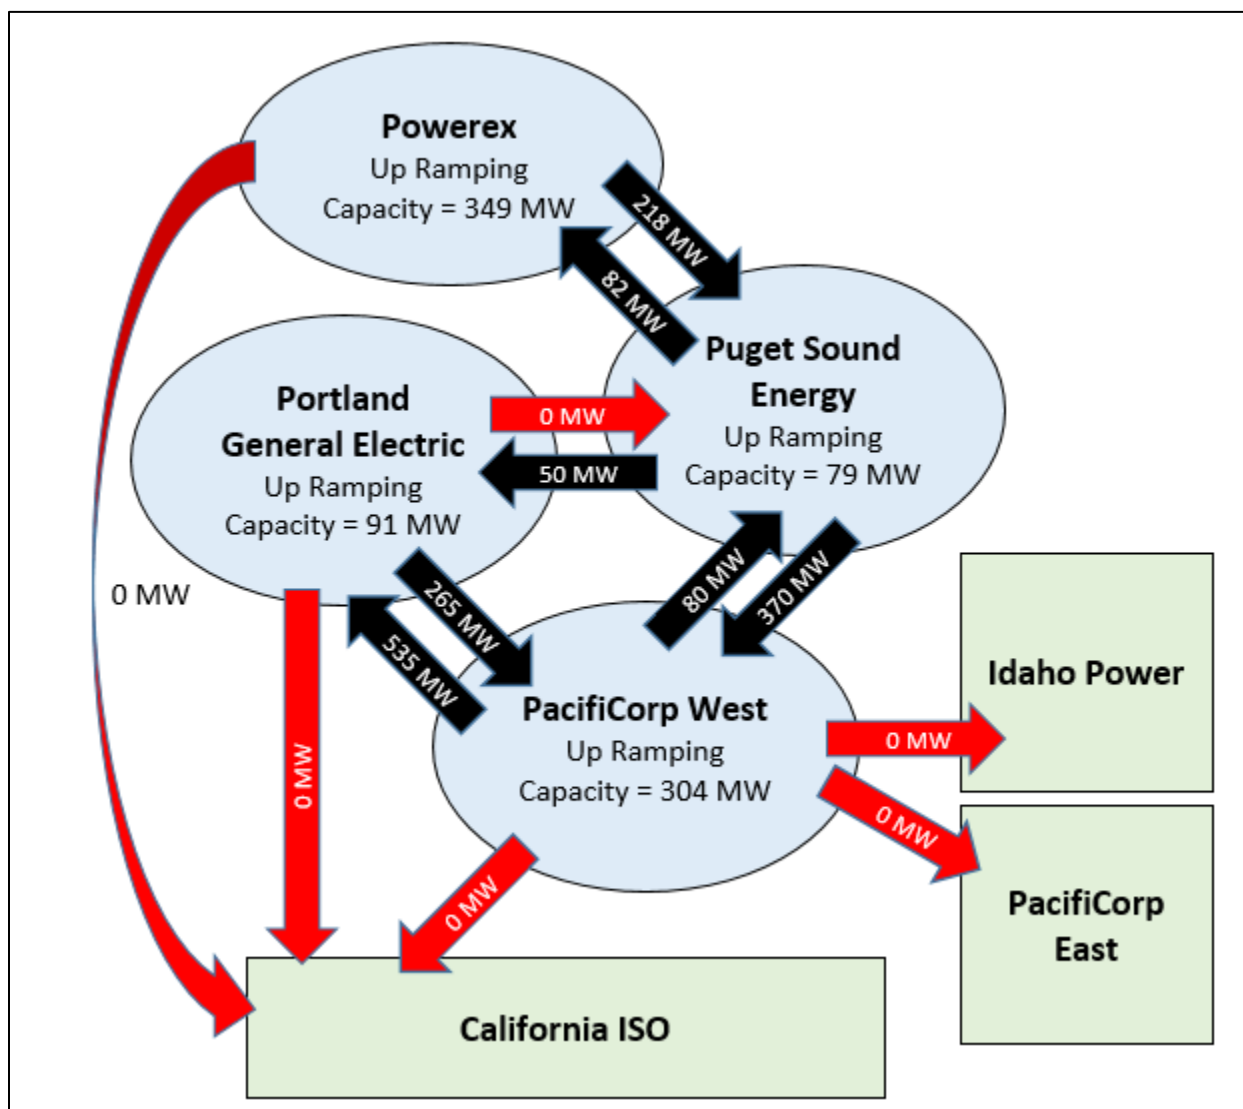 Powerex
Up Ramping
Capacity = 349 MW
218 MW
82 MW
Puget Sound
Energy
Up Ramping
Capacity = 79 MW
Portland
General Electric
Up Ramping
Capacity = 91 MW
0 MW
50 MW
0 MW
265 MW
535 MW
80 MW
370 MW
0 MW
PacifiCorp West
Up Ramping
Capacity = 304 MW
0 MW
Idaho Power
0 MW
0 MW
PacifiCorp
East
California ISO